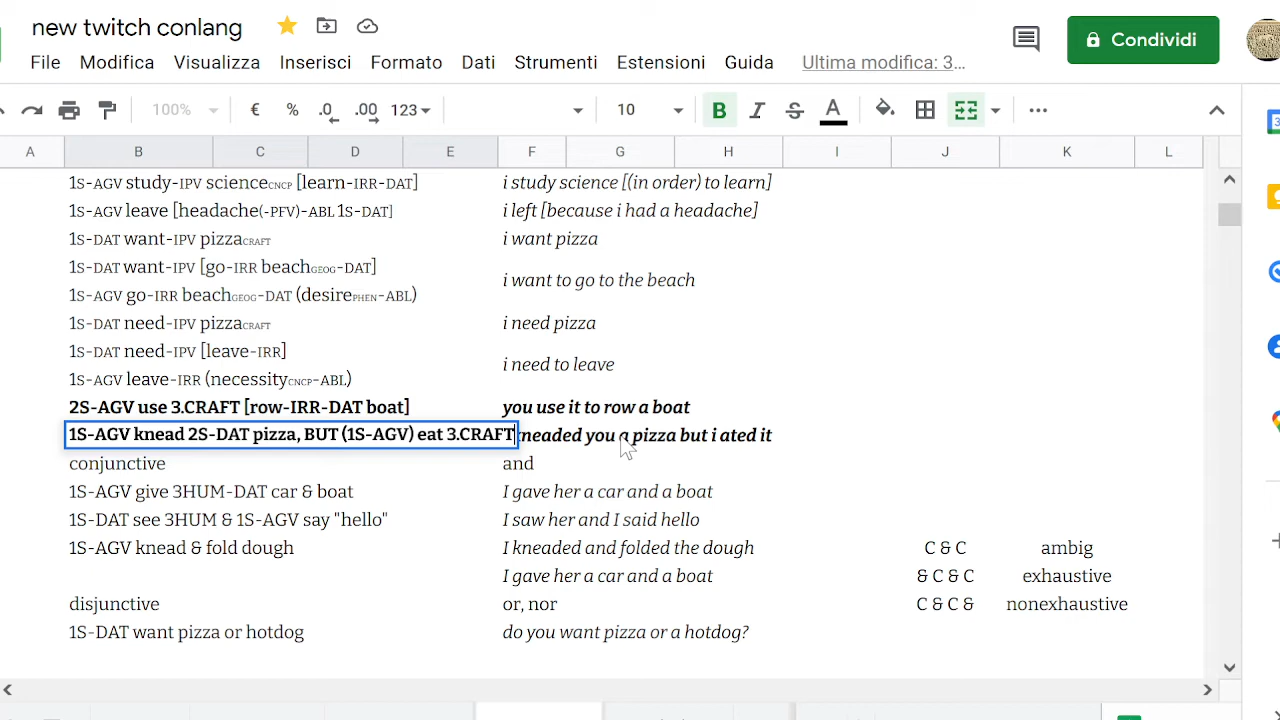 new twitch conlang
Condividi
File Modifica Visualizza Inserisci Formato Dati Strumenti Estensioni Guida Ultima modifica: 3...
100% € % .0 .00 123 10 B I S A
A B C D E F G H I J K L
1S-AGV study-IPV scienceCNCP [learn-IRR-DAT] i study science [(in order) to learn]
1S-AGV leave [headache(-PFV)-ABL 1S-DAT] i left [because i had a headache]
1S-DAT want-IPV pizzaCRAFT i want pizza
1S-DAT want-IPV [go-IRR beachGEOG-DAT]
i want to go to the beach
1S-AGV go-IRR beachGEOG-DAT (desirePHEN-ABL)
1S-DAT need-IPV pizzaCRAFT i need pizza
1S-DAT need-IPV [leave-IRR]
i need to leave
1S-AGV leave-IRR (necessityCNCP-ABL)
2S-AGV use 3.CRAFT [row-IRR-DAT boat] you use it to row a boat
1S-AGV knead 2S-DAT pizza, BUT (1S-AGV) eat 3.CRAFT kneaded you a pizza but i ated it
conjunctive and
1S-AGV give 3HUM-DAT car & boat I gave her a car and a boat
1S-DAT see 3HUM & 1S-AGV say "hello" I saw her and I said hello
1S-AGV knead & fold dough I kneaded and folded the dough C & C ambig
I gave her a car and a boat & C & C exhaustive
disjunctive or, nor C & C & nonexhaustive
1S-DAT want pizza or hotdog do you want pizza or a hotdog?